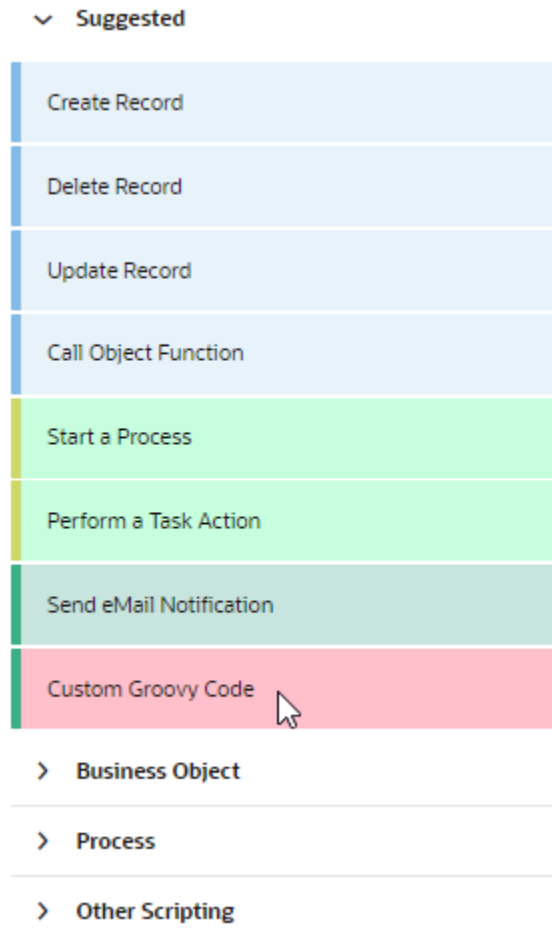 Suggested
Create Record
Delete Record
Update Record
Call Object Function
Start a Process
Perform a Task Action
Send eMail Notification
Custom Groovy Code
Business Object
Process
Other Scripting